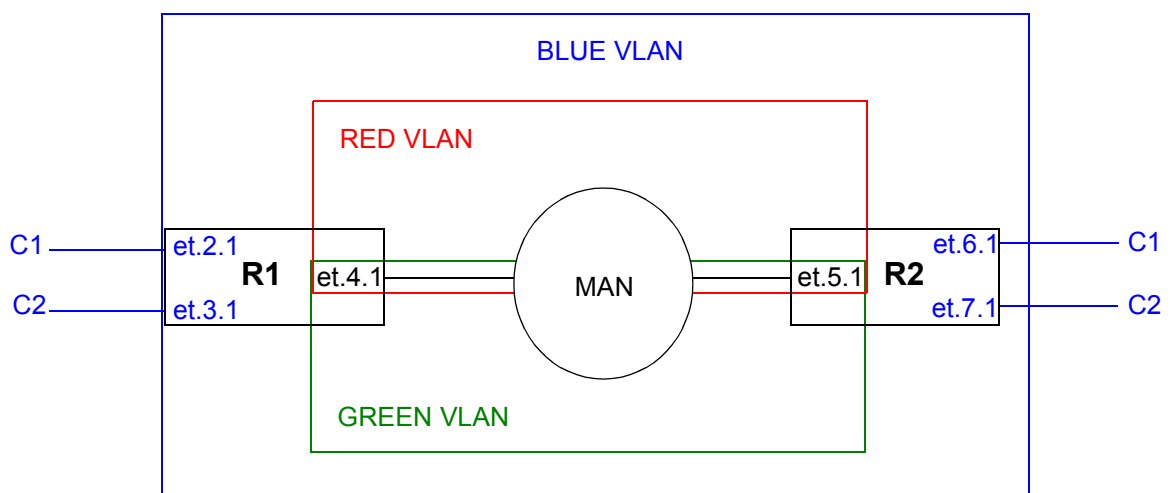 BLUE VLAN
RED VLAN
C1
et.2.1
R1
et.4.1
MAN
et.5.1
R2
et.6.1
C1
C2
et.3.1
et.7.1
C2
GREEN VLAN